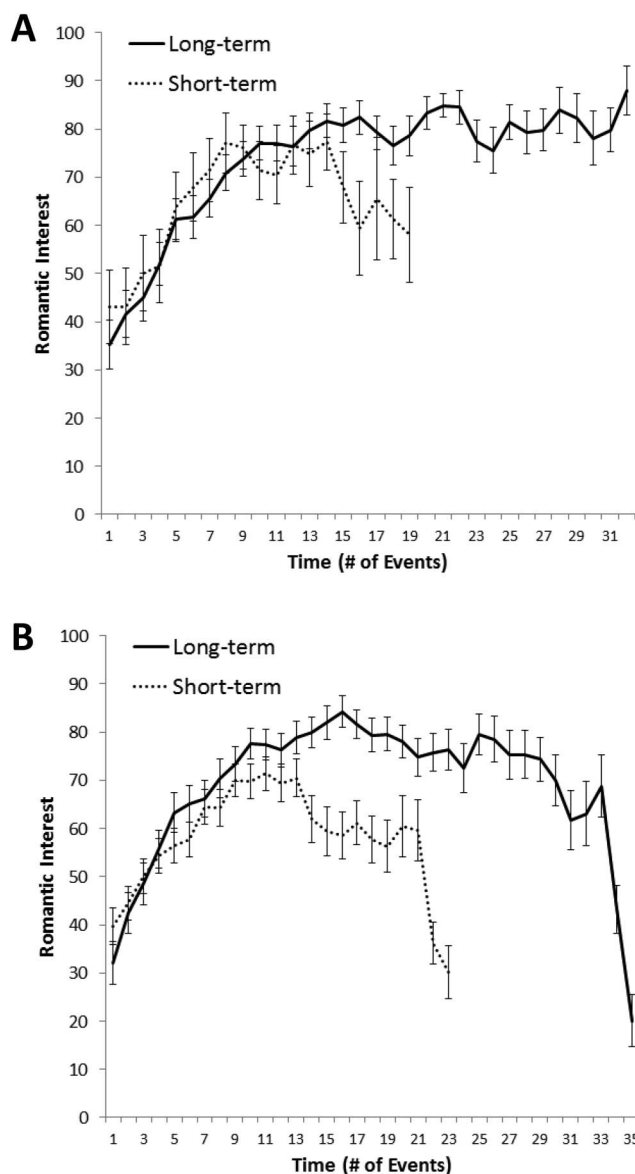 A
Long-term
Short-term
Romantic Interest
100
90
80
70
60
50
40
30
20
10
0
1 3 5 7 9 11 13 15 17 19 21 23 25 27 29 31
Time (# of Events)
B
Long-term
Short-term
Romantic Interest
100
90
80
70
60
50
40
30
20
10
0
1 3 5 7 9 11 13 15 17 19 21 23 25 27 29 31 33 35
Time (# of Events)